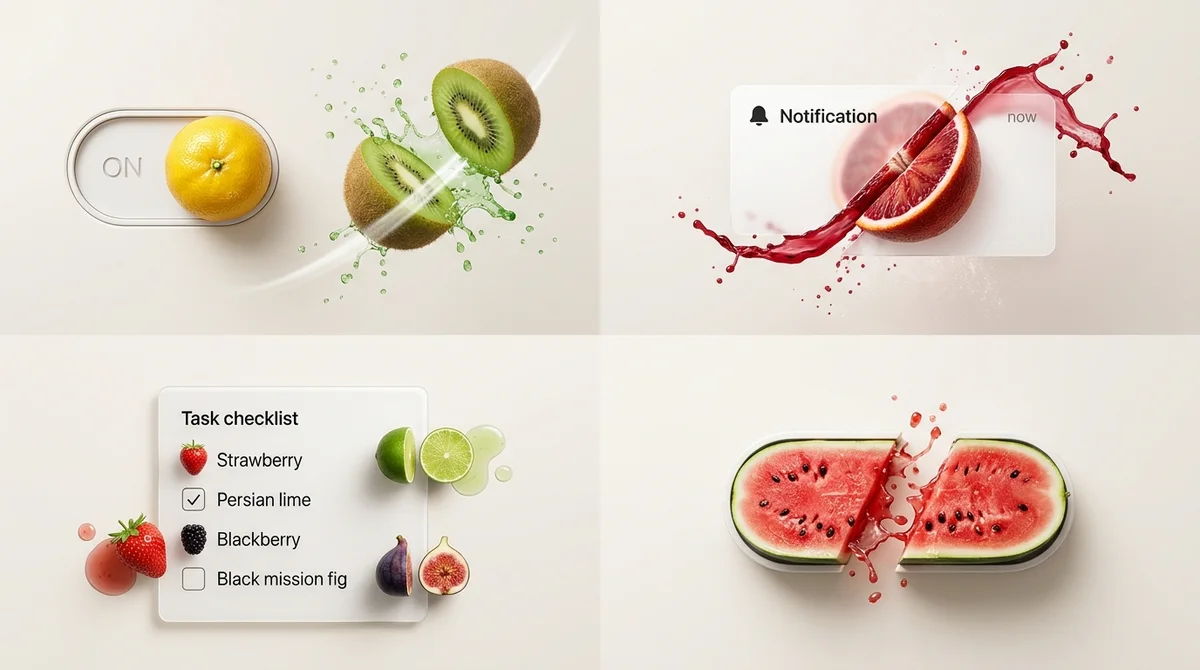 ON
Notification
now
Task checklist
Strawberry
Persian lime
Blackberry
Black mission fig